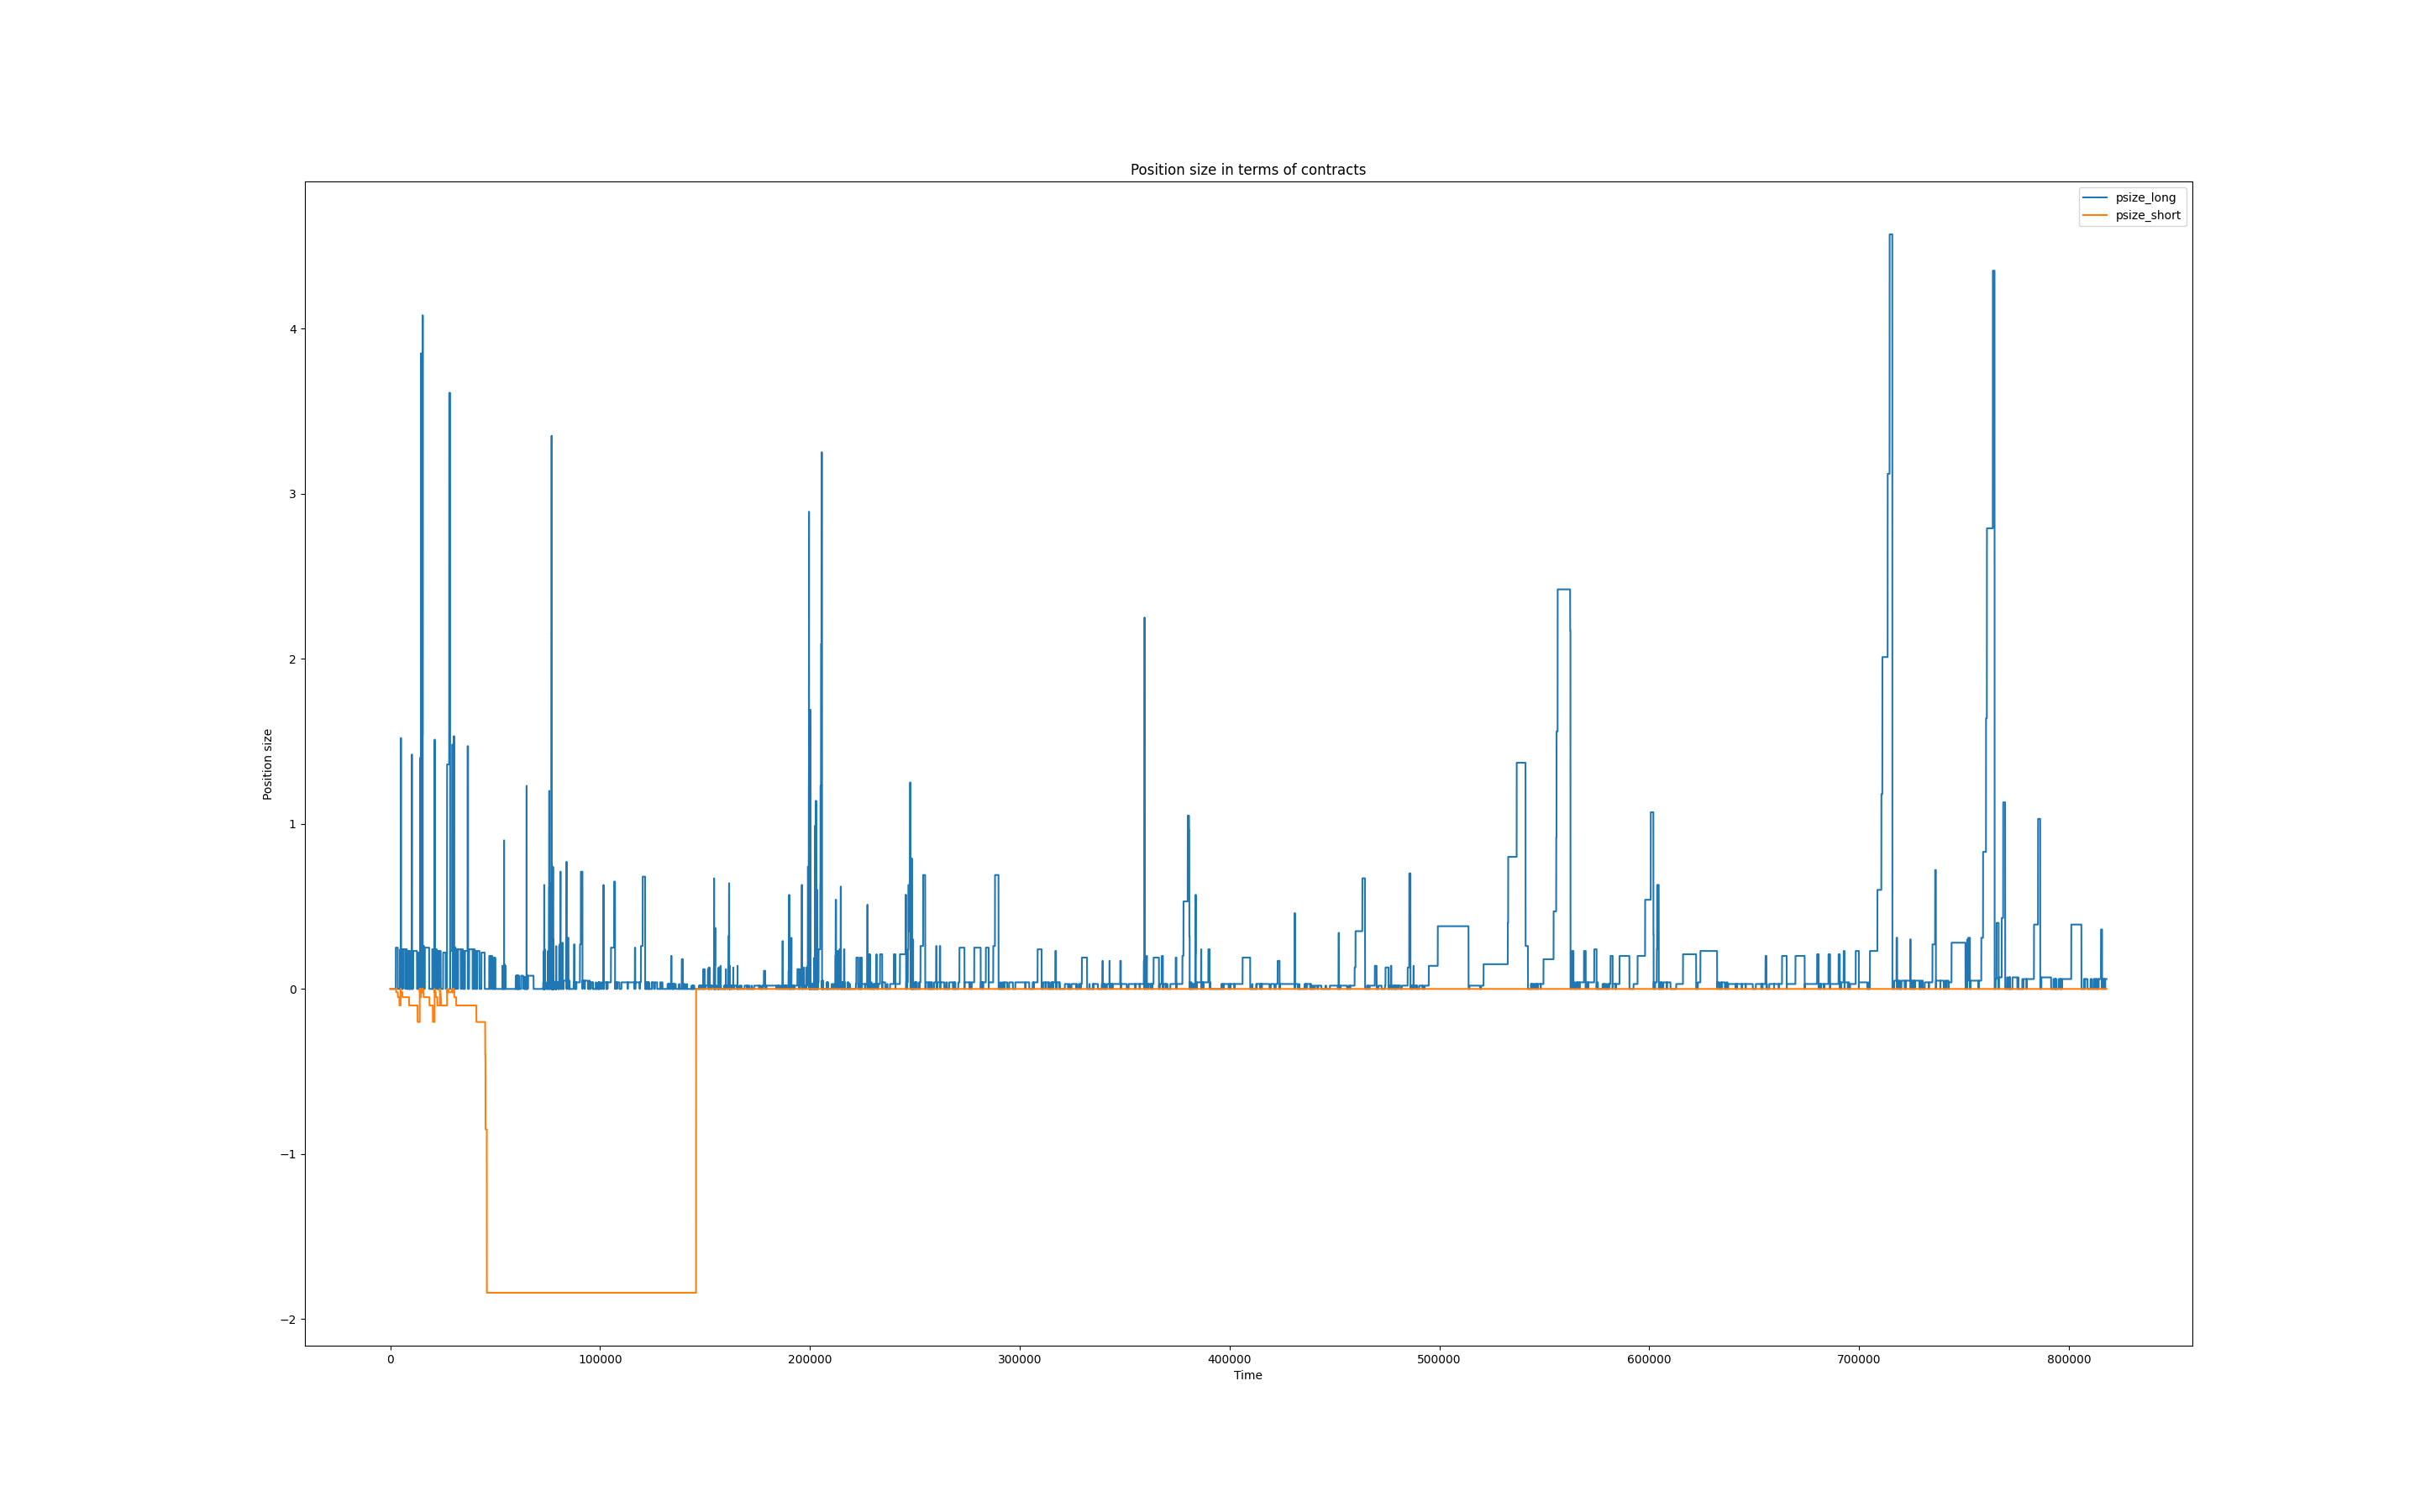 Position size in terms of contracts
psize_long
psize_short
Position size
4
3
2
1
0
−1
−2
0 100000 200000 300000 400000 500000 600000 700000 800000
Time